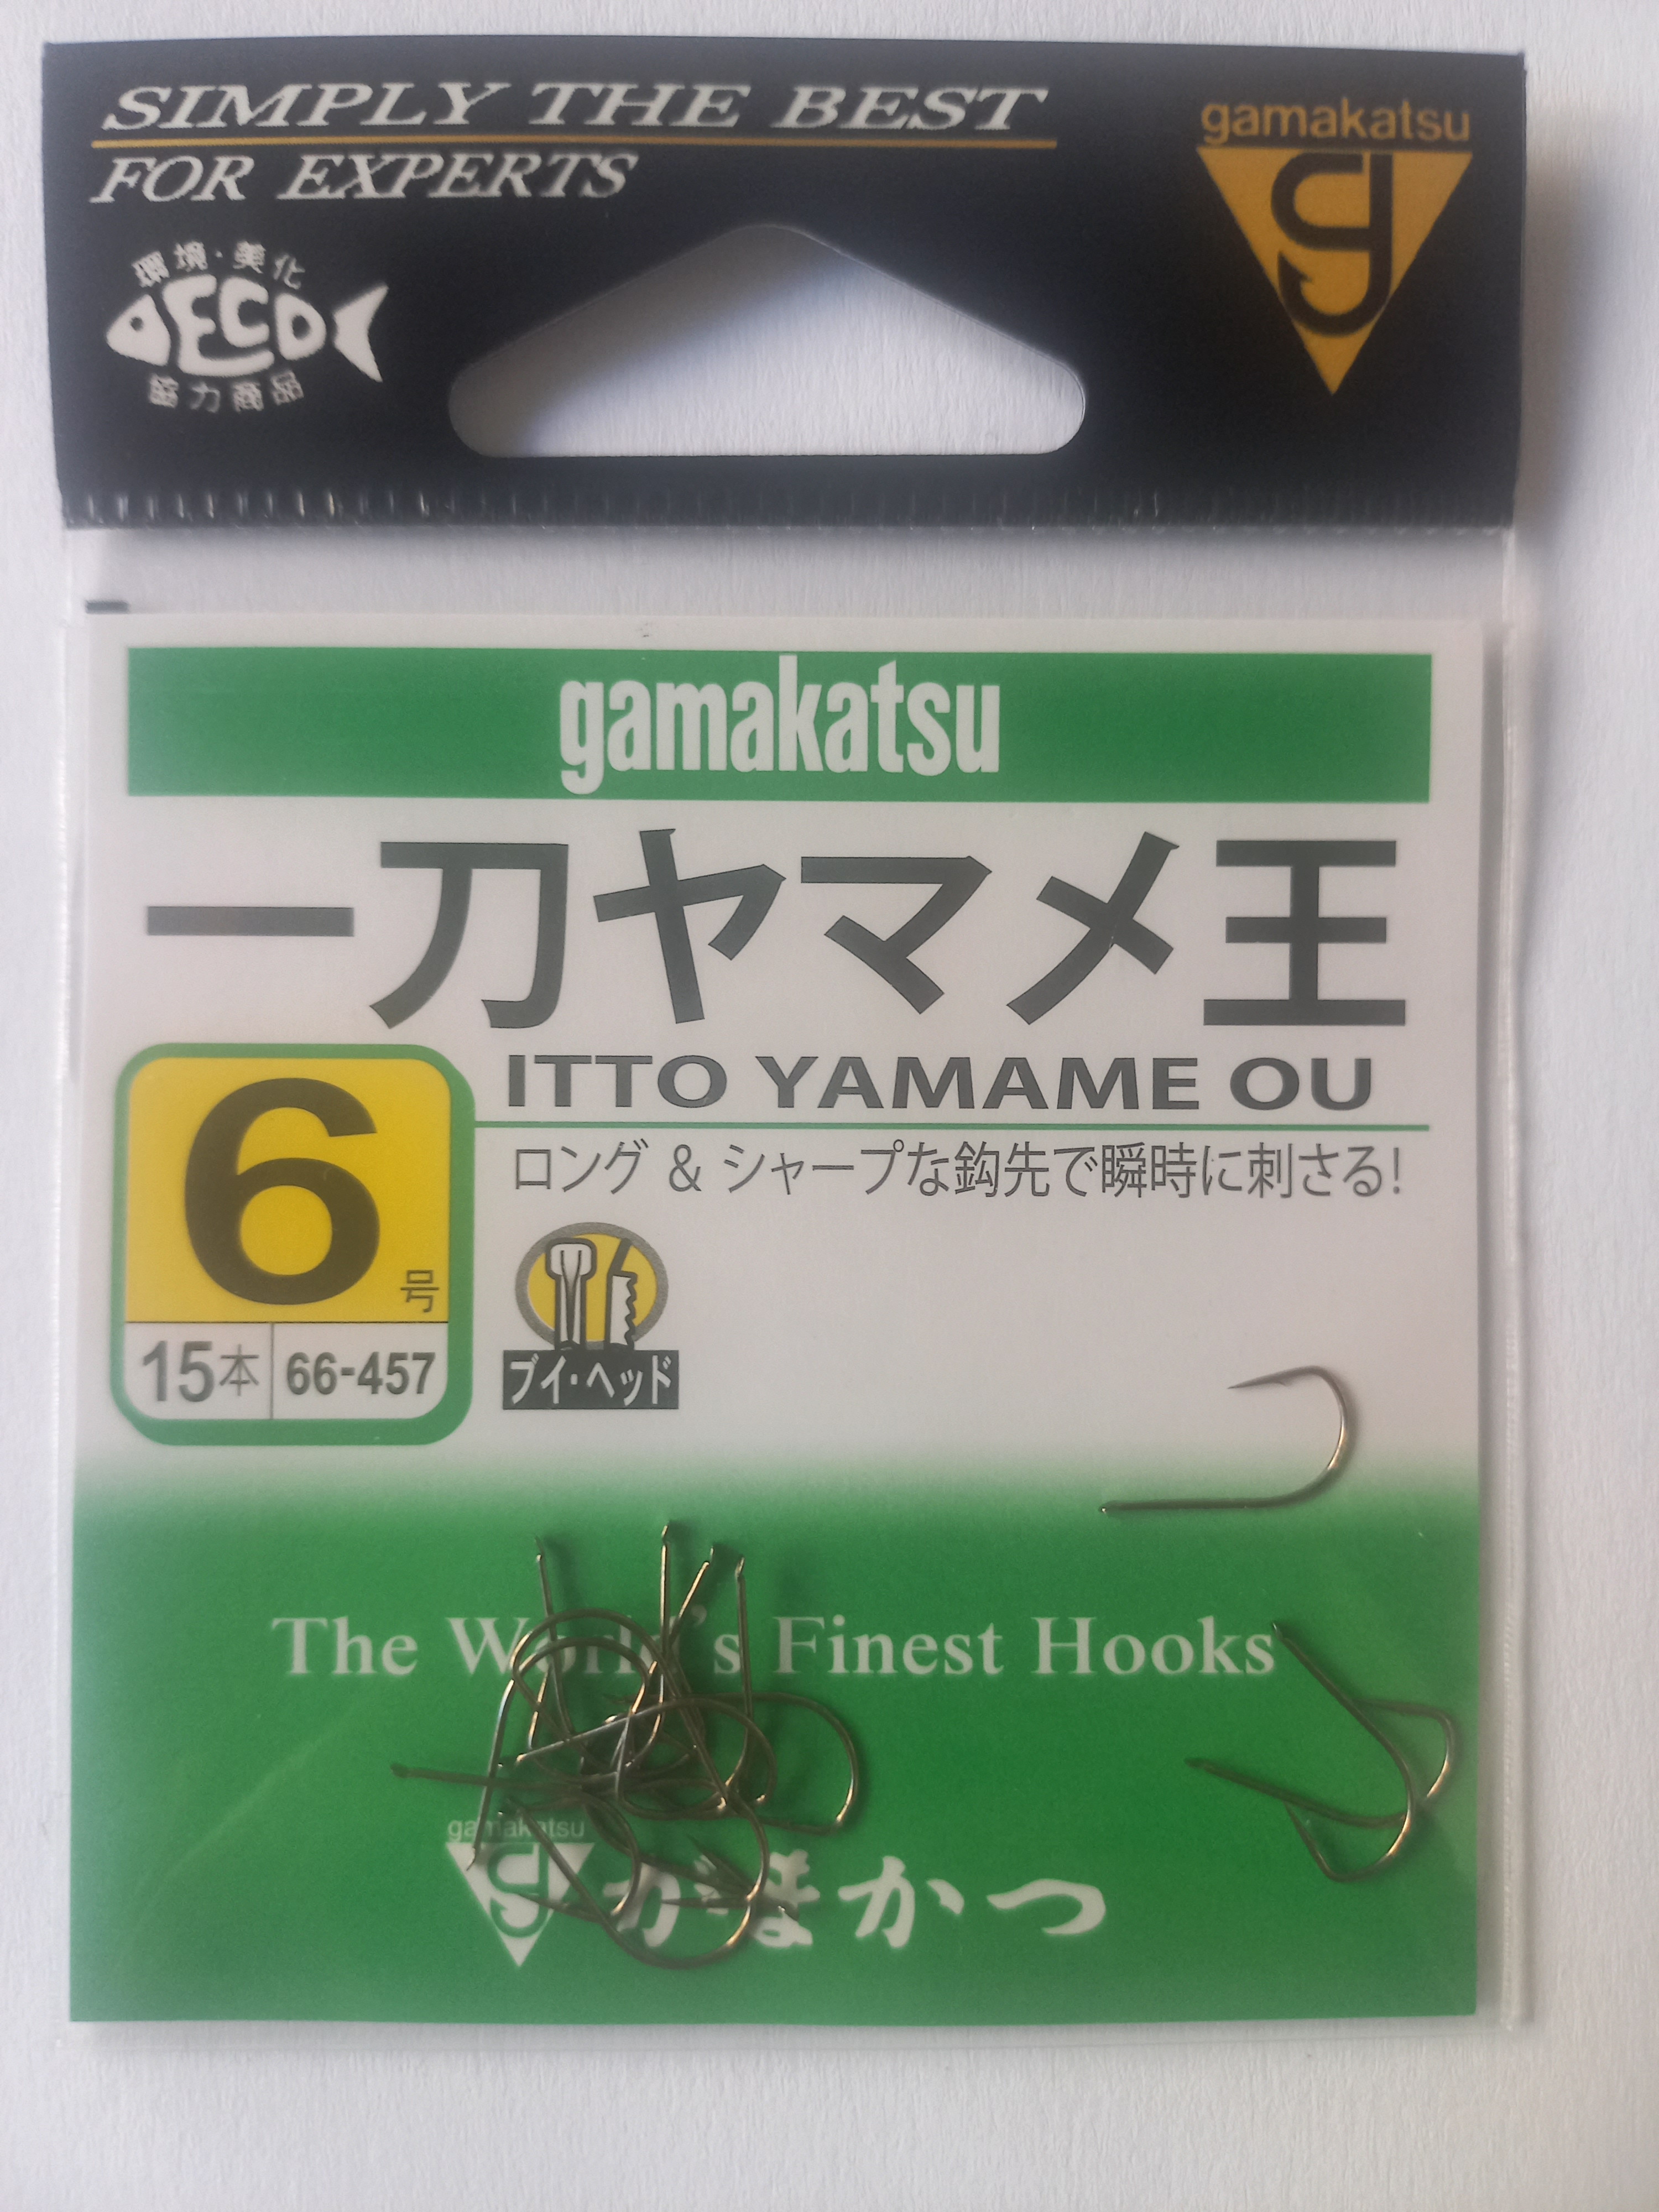 SIMPLY THE BEST
FOR EXPERTS
gamakatsu
環境・美化
ECO
協力商品
gamakatsu
一刀ヤマメ王
ITTO YAMAME OU
ロング & シャープな鈎先で瞬時に刺さる!
6号
15本 66-457
ブイ・ヘッド
The World's Finest Hooks
gamakatsu
がまかつ